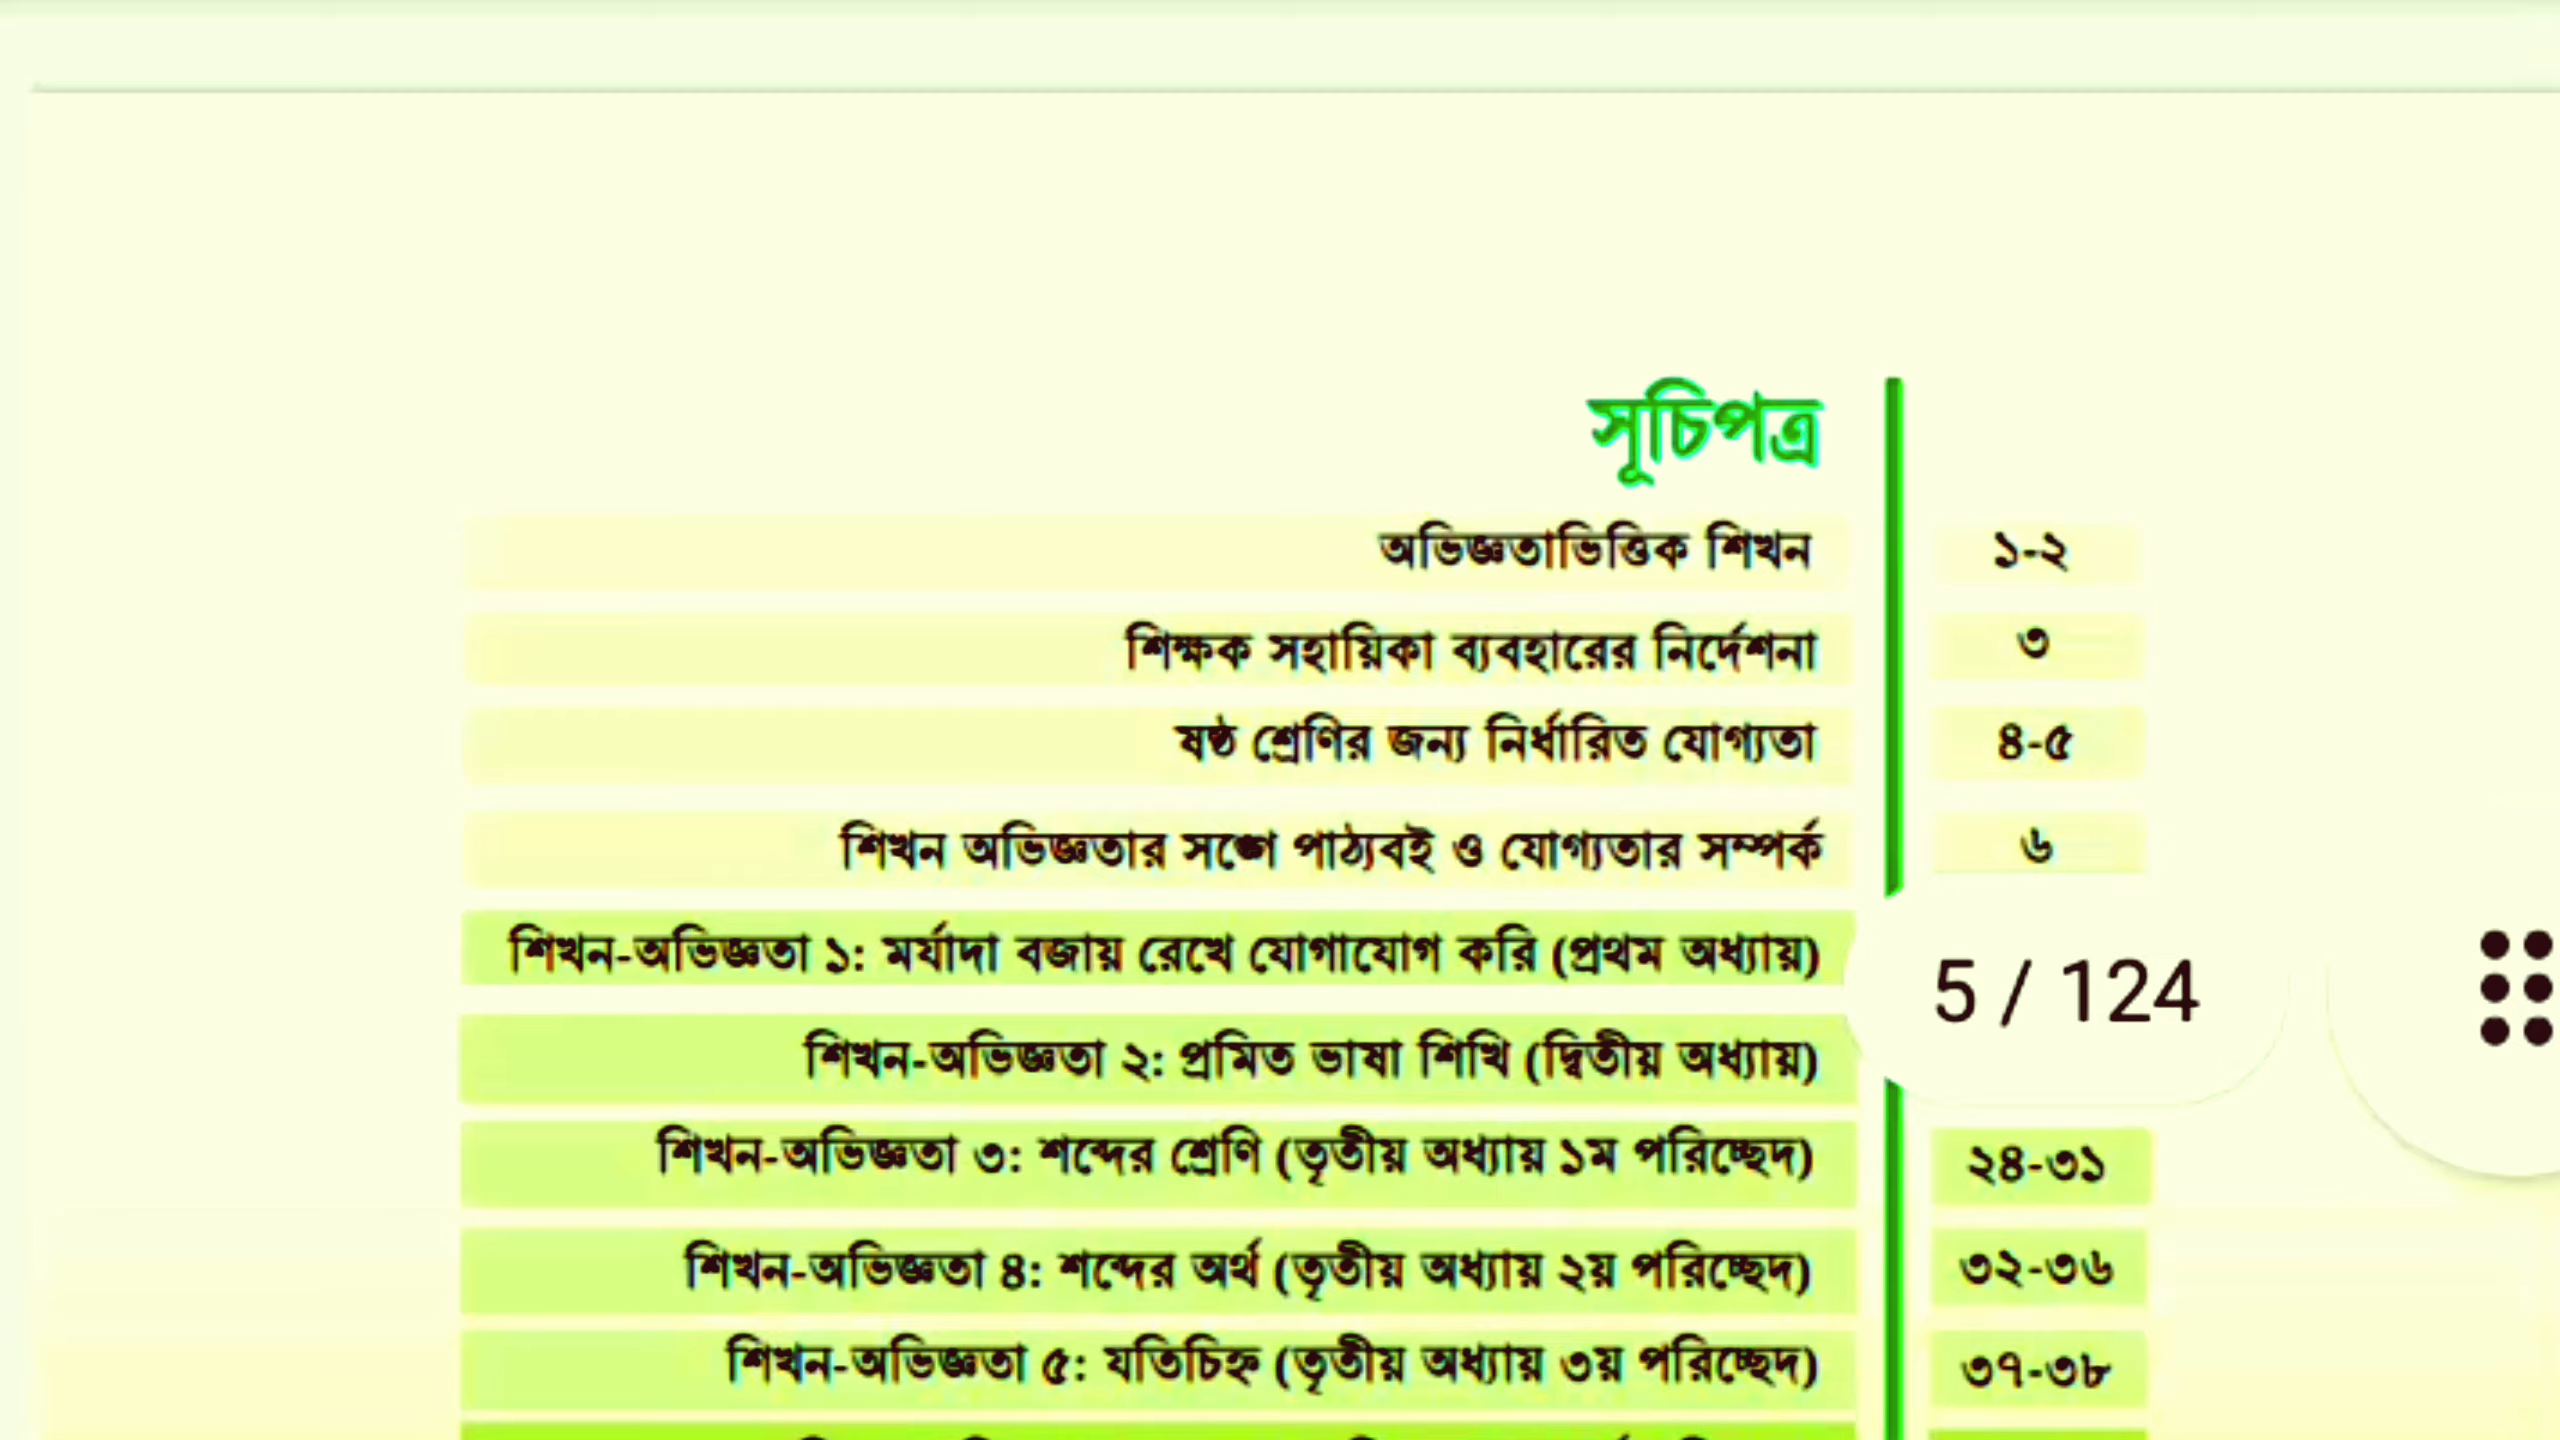 সূচিপত্র
অভিজ্ঞতাভিত্তিক শিখন ১-২
শিক্ষক সহায়িকা ব্যবহারের নির্দেশনা ৩
ষষ্ঠ শ্রেণির জন্য নির্ধারিত যোগ্যতা ৪-৫
শিখন অভিজ্ঞতার সঙ্গে পাঠ্যবই ও যোগ্যতার সম্পর্ক ৬
শিখন-অভিজ্ঞতা ১: মর্যাদা বজায় রেখে যোগাযোগ করি (প্রথম অধ্যায়)
5 / 124
শিখন-অভিজ্ঞতা ২: প্রমিত ভাষা শিখি (দ্বিতীয় অধ্যায়)
শিখন-অভিজ্ঞতা ৩: শব্দের শ্রেণি (তৃতীয় অধ্যায় ১ম পরিচ্ছেদ) ২৪-৩১
শিখন-অভিজ্ঞতা ৪: শব্দের অর্থ (তৃতীয় অধ্যায় ২য় পরিচ্ছেদ) ৩২-৩৬
শিখন-অভিজ্ঞতা ৫: যতিচিহ্ন (তৃতীয় অধ্যায় ৩য় পরিচ্ছেদ) ৩৭-৩৮